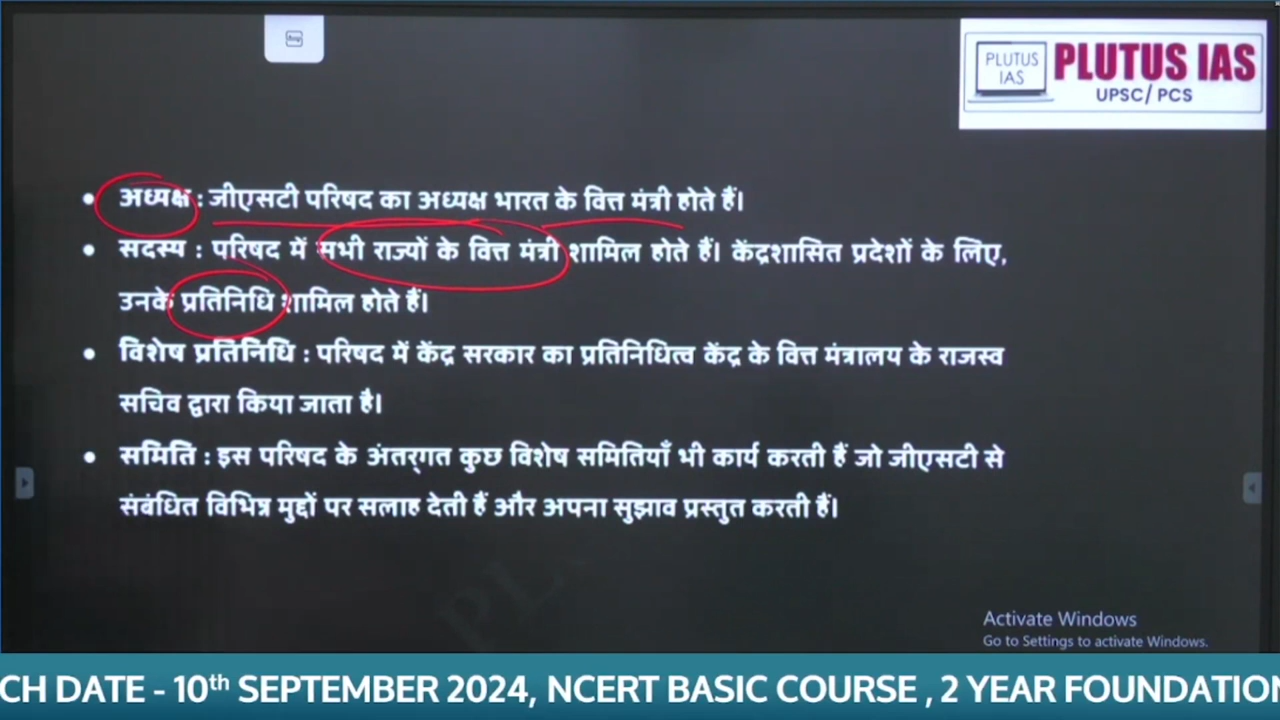 PLUTUS IAS
PLUTUS IAS
UPSC/ PCS
• अध्यक्ष : जीएसटी परिषद का अध्यक्ष भारत के वित्त मंत्री होते हैं।
• सदस्य : परिषद में सभी राज्यों के वित्त मंत्री शामिल होते हैं। केंद्रशासित प्रदेशों के लिए,
उनके प्रतिनिधि शामिल होते हैं।
• विशेष प्रतिनिधि : परिषद में केंद्र सरकार का प्रतिनिधित्व केंद्र के वित्त मंत्रालय के राजस्व
सचिव द्वारा किया जाता है।
• समिति : इस परिषद के अंतर्गत कुछ विशेष समितियाँ भी कार्य करती हैं जो जीएसटी से
संबंधित विभिन्न मुद्दों पर सलाह देती हैं और अपना सुझाव प्रस्तुत करती हैं।
Activate Windows
Go to Settings to activate Windows.
CH DATE - 10th SEPTEMBER 2024, NCERT BASIC COURSE , 2 YEAR FOUNDATION